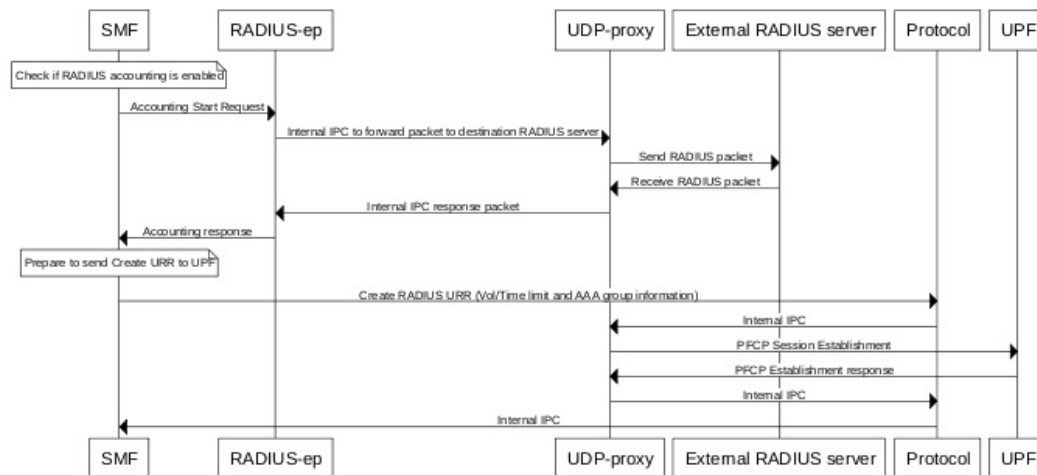 SMF
RADIUS-ep
UDP-proxy
External RADIUS server
Protocol
UPF
Check if RADIUS accounting is enabled
Accounting Start Request
Internal IPC to forward packet to destination RADIUS server
Send RADIUS packet
Receive RADIUS packet
Internal IPC response packet
Accounting response
Prepare to send Create URR to UPF
Create RADIUS URR (Vol/Time limit and AAA group information)
Internal IPC
PFCP Session Establishment
PFCP Establishment response
Internal IPC
Internal IPC
SMF
RADIUS-ep
UDP-proxy
External RADIUS server
Protocol
UPF